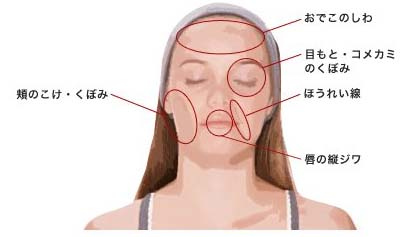 おでこのしわ
目もと・コメカミ
のくぼみ
ほうれい線
頬のこけ・くぼみ
唇の縦ジワ